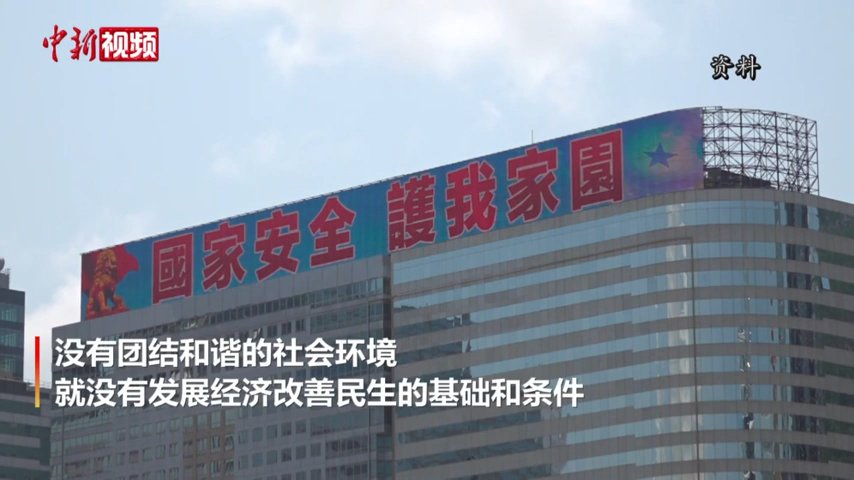 中新视频
资料
國家安全 護我家園
没有团结和谐的社会环境
就没有发展经济改善民生的基础和条件